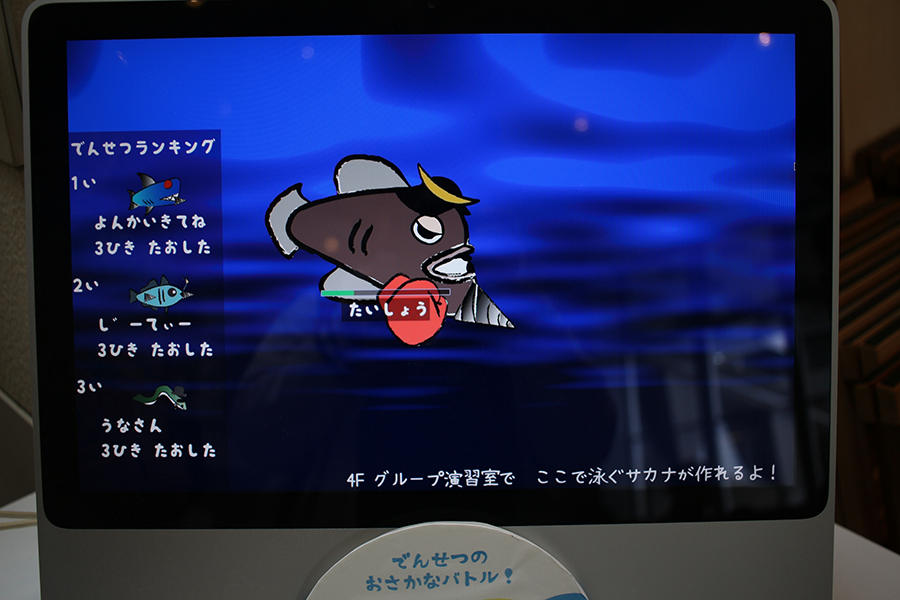 でんせつランキング
1い
よんかいきてね
3びき たおした
2い
じーてぃー
3びき たおした
3い
うなさん
3びき たおした
たいしょう
4F グループ演習室で ここで泳ぐサカナが作れるよ！
でんせつの
おさかなバトル！